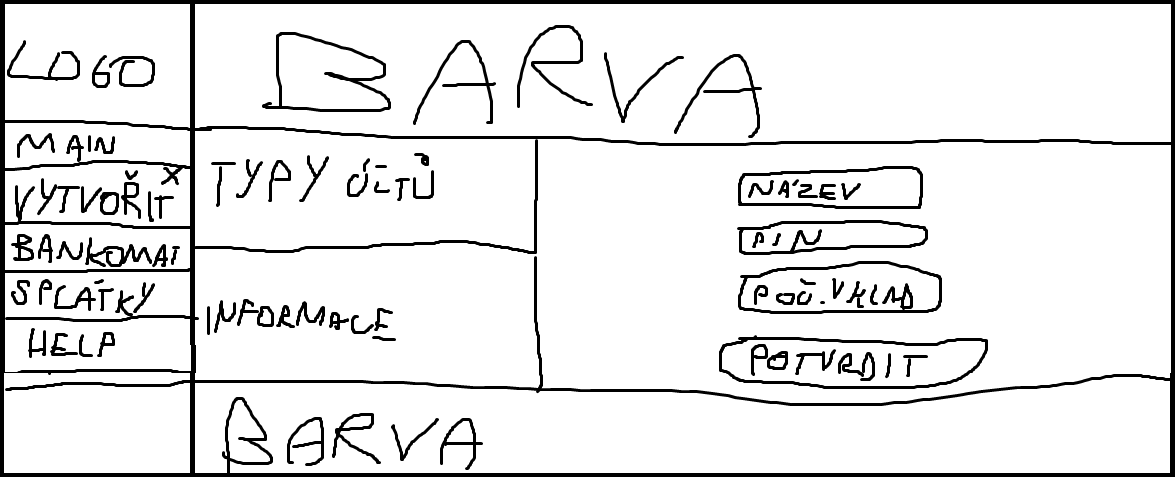 LOGO
BARVA
MAIN
VYTVOŘIT X
BANKOMAT
SPLÁTKY
HELP
TYPY ÚČTŮ
INFORMACE
NÁZEV
PIN
POČ. VKLAD
POTVRDIT
BARVA